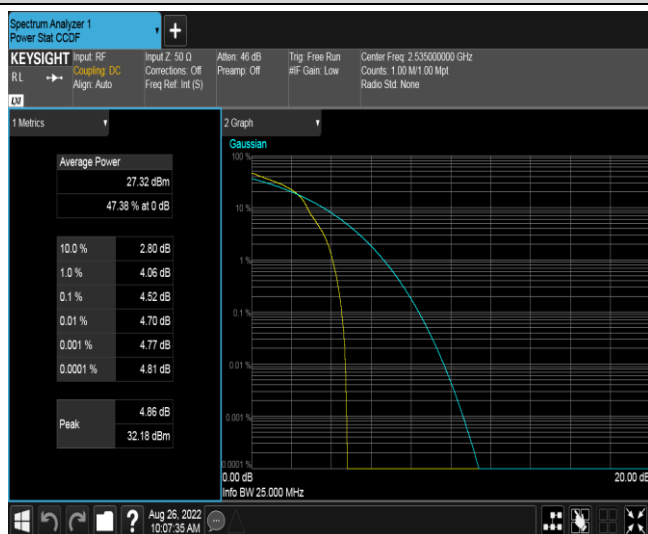 Spectrum Analyzer 1
Power Stat CCDF
+
KEYSIGHT
RL
LXI
Input: RF
Coupling: DC
Align: Auto
Input Z: 50 Ω
Corrections: Off
Freq Ref: Int (S)
Atten: 46 dB
Preamp: Off
Trig: Free Run
#IF Gain: Low
Center Freq: 2.535000000 GHz
Counts: 1.00 M/1.00 Mpt
Radio Std: None
1 Metrics
Average Power
27.32 dBm
47.38 % at 0 dB
10.0 % 2.80 dB
1.0 % 4.06 dB
0.1 % 4.52 dB
0.01 % 4.70 dB
0.001 % 4.77 dB
0.0001 % 4.81 dB
Peak
4.86 dB
32.18 dBm
2 Graph
Gaussian
100 %
10 %
1 %
0.1 %
0.01 %
0.001 %
0.0001 %
0.00 dB 20.00 dB
Info BW 25.000 MHz
?
Aug 26, 2022
10:07:35 AM